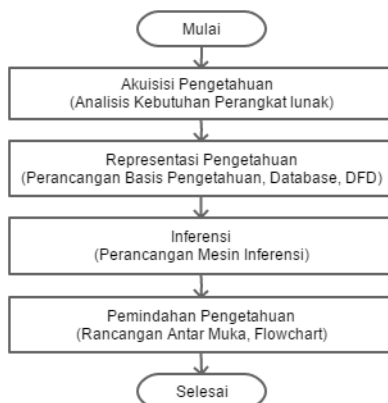 Mulai
Akuisisi Pengetahuan
(Analisis Kebutuhan Perangkat lunak)
Representasi Pengetahuan
(Perancangan Basis Pengetahuan, Database, DFD)
Inferensi
(Perancangan Mesin Inferensi)
Pemindahan Pengetahuan
(Rancangan Antar Muka, Flowchart)
Selesai